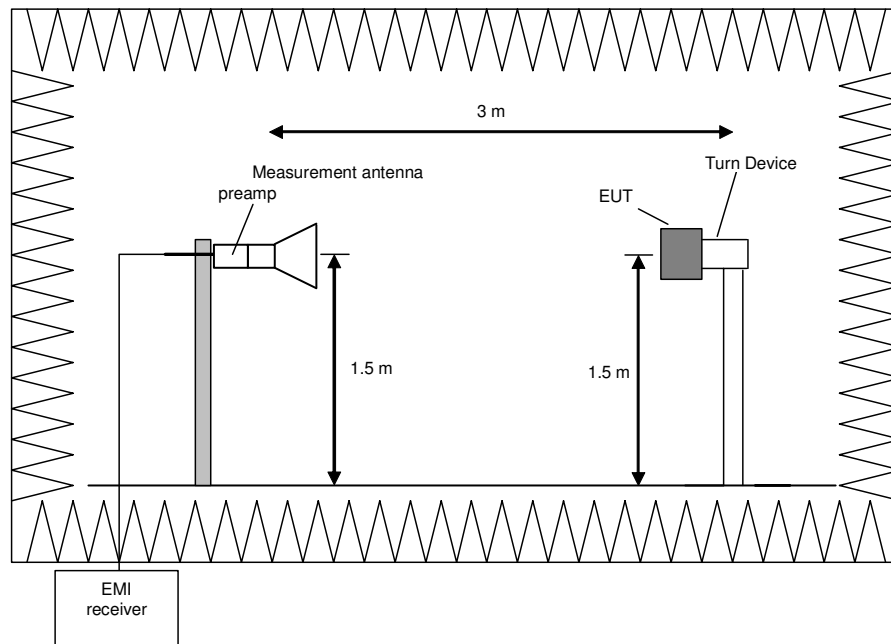 3 m
Measurement antenna
preamp
Turn Device
EUT
1.5 m
1.5 m
EMI
receiver